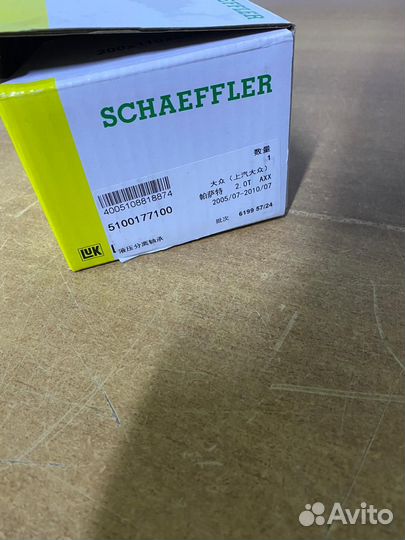 SCHAEFFLER
数量
1
4005108818874
5100177100
大众（上汽大众）
帕萨特 2.0T AXX
2005/07-2010/07
批次 6199 57/24
LUK
液压分离轴承
Avito